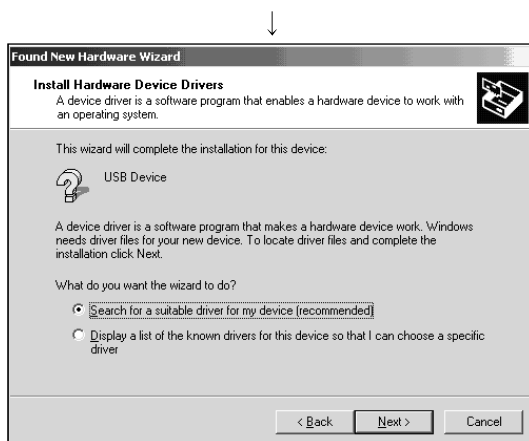 ↓
Found New Hardware Wizard
Install Hardware Device Drivers
A device driver is a software program that enables a hardware device to work with
an operating system.
This wizard will complete the installation for this device:
USB Device
A device driver is a software program that makes a hardware device work. Windows
needs driver files for your new device. To locate driver files and complete the
installation click Next.
What do you want the wizard to do?
Search for a suitable driver for my device (recommended)
Display a list of the known drivers for this device so that I can choose a specific
driver
< Back Next > Cancel